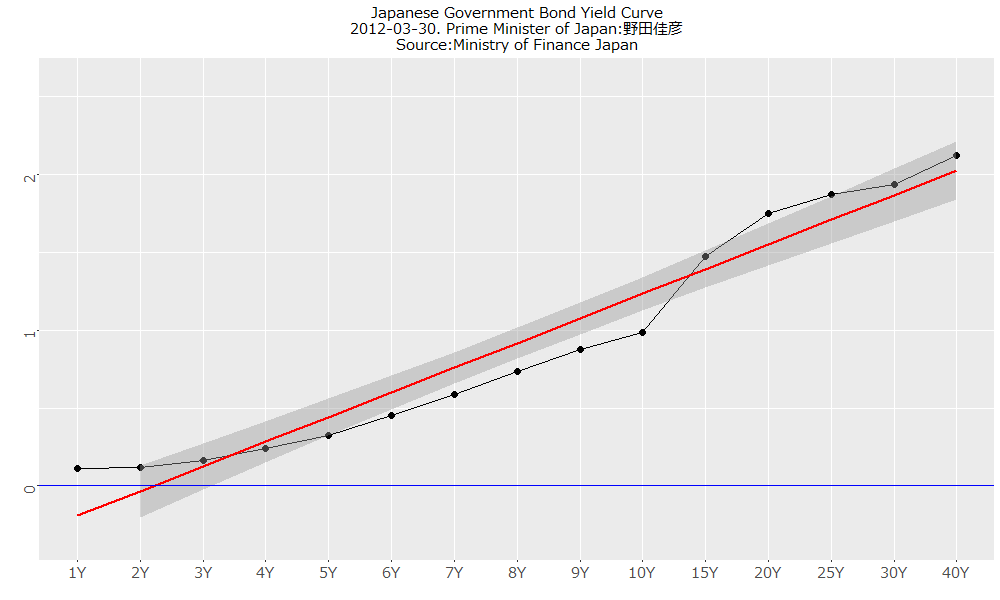 Japanese Government Bond Yield Curve
2012-03-30. Prime Minister of Japan:野田佳彦
Source:Ministry of Finance Japan
2
1
0
1Y 2Y 3Y 4Y 5Y 6Y 7Y 8Y 9Y 10Y 15Y 20Y 25Y 30Y 40Y